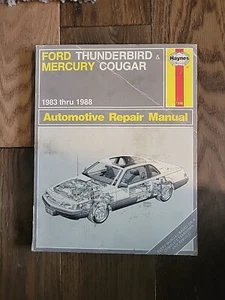 FORD THUNDERBIRD &
MERCURY COUGAR
Haynes
1983 thru 1988
Automotive Repair Manual